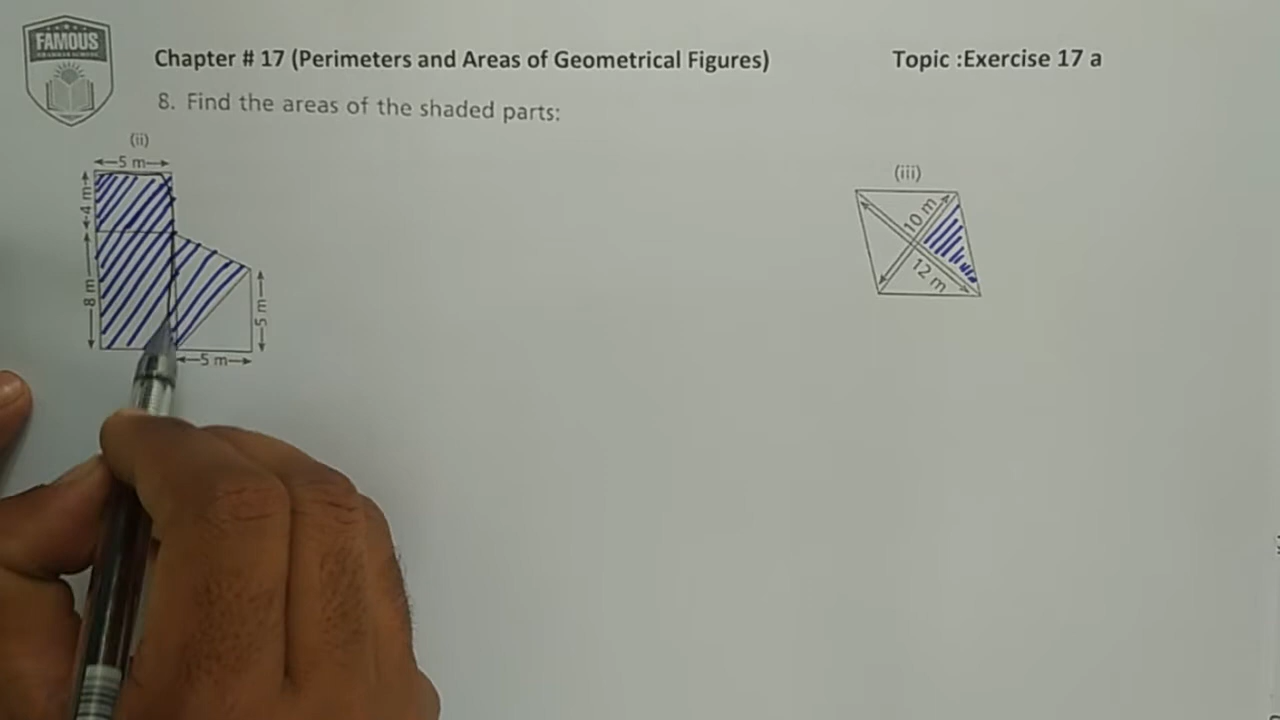 FAMOUS
Chapter # 17 (Perimeters and Areas of Geometrical Figures)
Topic :Exercise 17 a
8. Find the areas of the shaded parts:
(ii)
5 m
4 m
8 m
5 m
5 m
(iii)
10 m
12 m